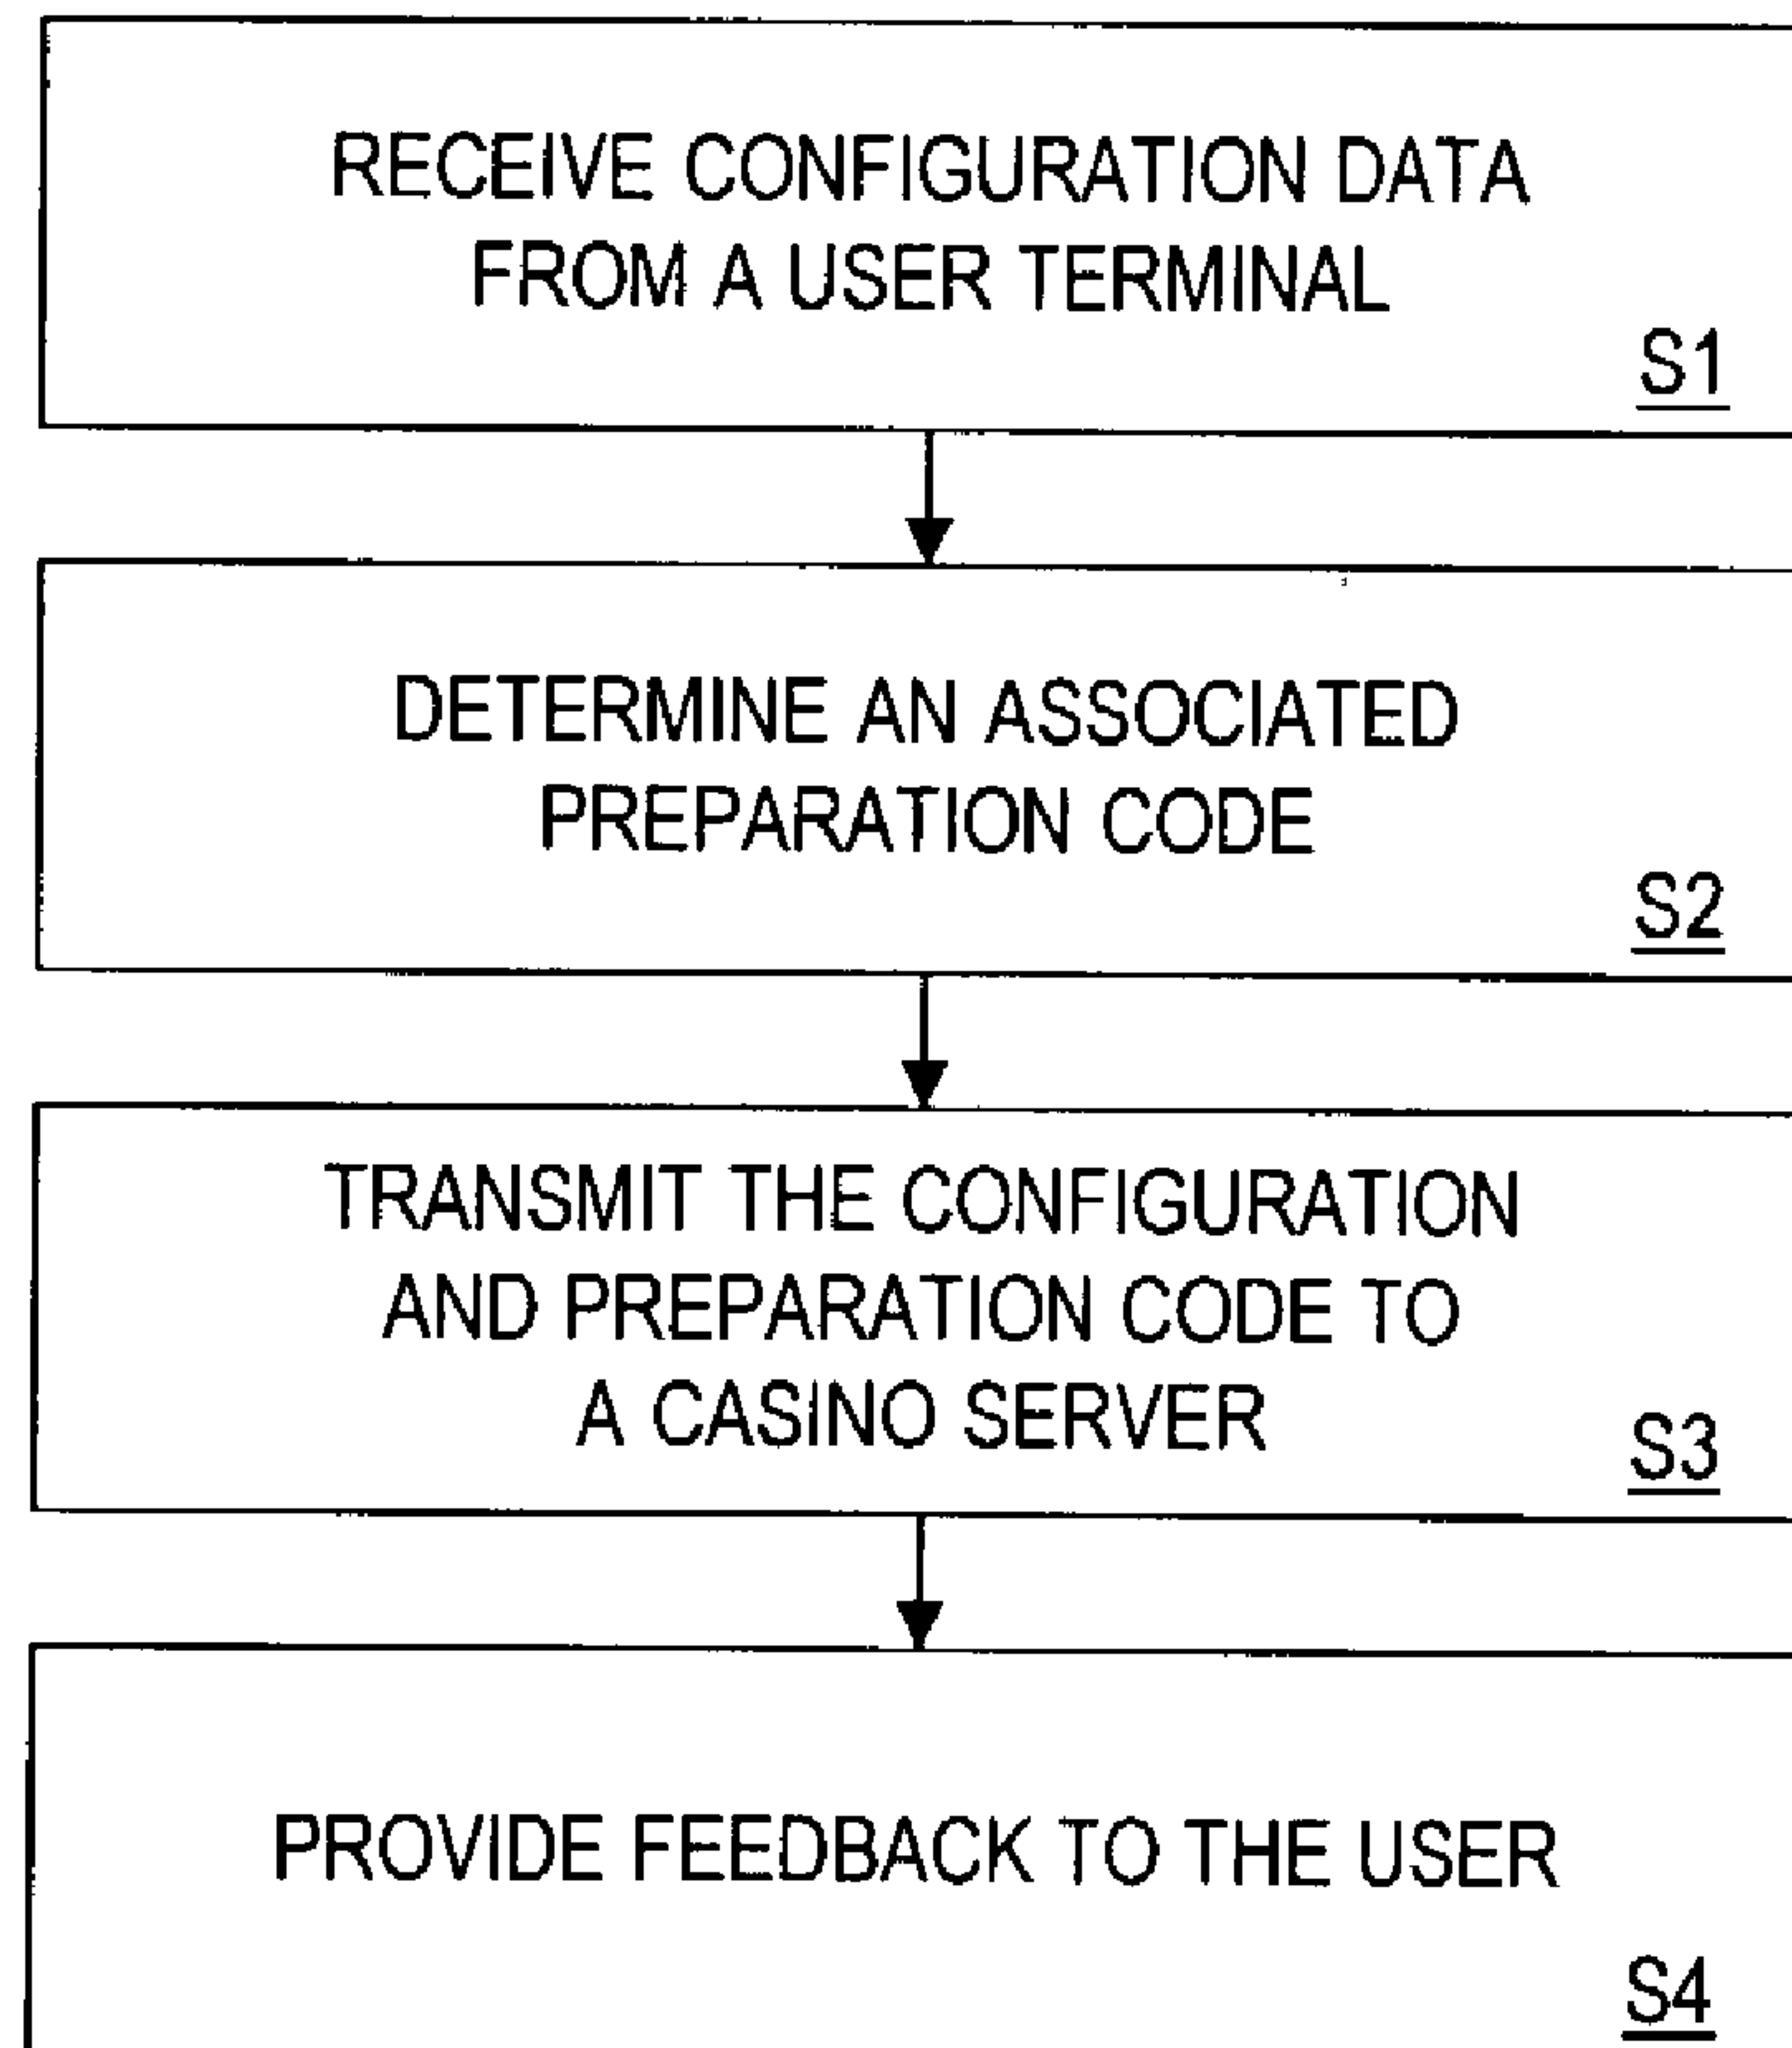 RECEIVE CONFIGURATION DATA
FROM A USER TERMINAL
S1
DETERMINE AN ASSOCIATED
PREPARATION CODE
S2
TRANSMIT THE CONFIGURATION
AND PREPARATION CODE TO
A CASINO SERVER
S3
PROVIDE FEEDBACK TO THE USER
S4